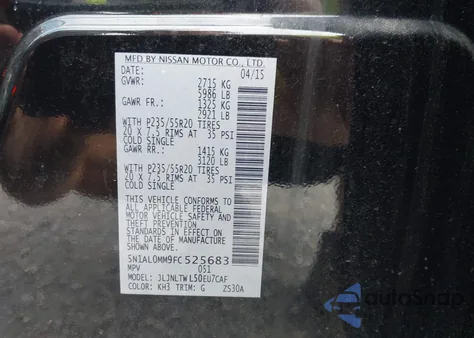 MFD BY NISSAN MOTOR CO., LTD.
DATE: 04/15
GVWR: 2715 KG
5986 LB
GAWR FR.: 1325 KG
2921 LB
WITH P235/55R20 TIRES
20 X 7.5 RIMS AT 35 PSI
COLD SINGLE
GAWR RR.: 1415 KG
3120 LB
WITH P235/55R20 TIRES
20 X 7.5 RIMS AT 35 PSI
COLD SINGLE
THIS VEHICLE CONFORMS TO
ALL APPLICABLE FEDERAL
MOTOR VEHICLE SAFETY AND
THEFT PREVENTION
STANDARDS IN EFFECT ON
THE DATE OF MANUFACTURE
SHOWN ABOVE.
5N1AL0MM9FC525683
MPV 051
MODEL: JLJNLTWL50EU7CAF
COLOR: KH3 TRIM: G ZS30A
AutoSnap